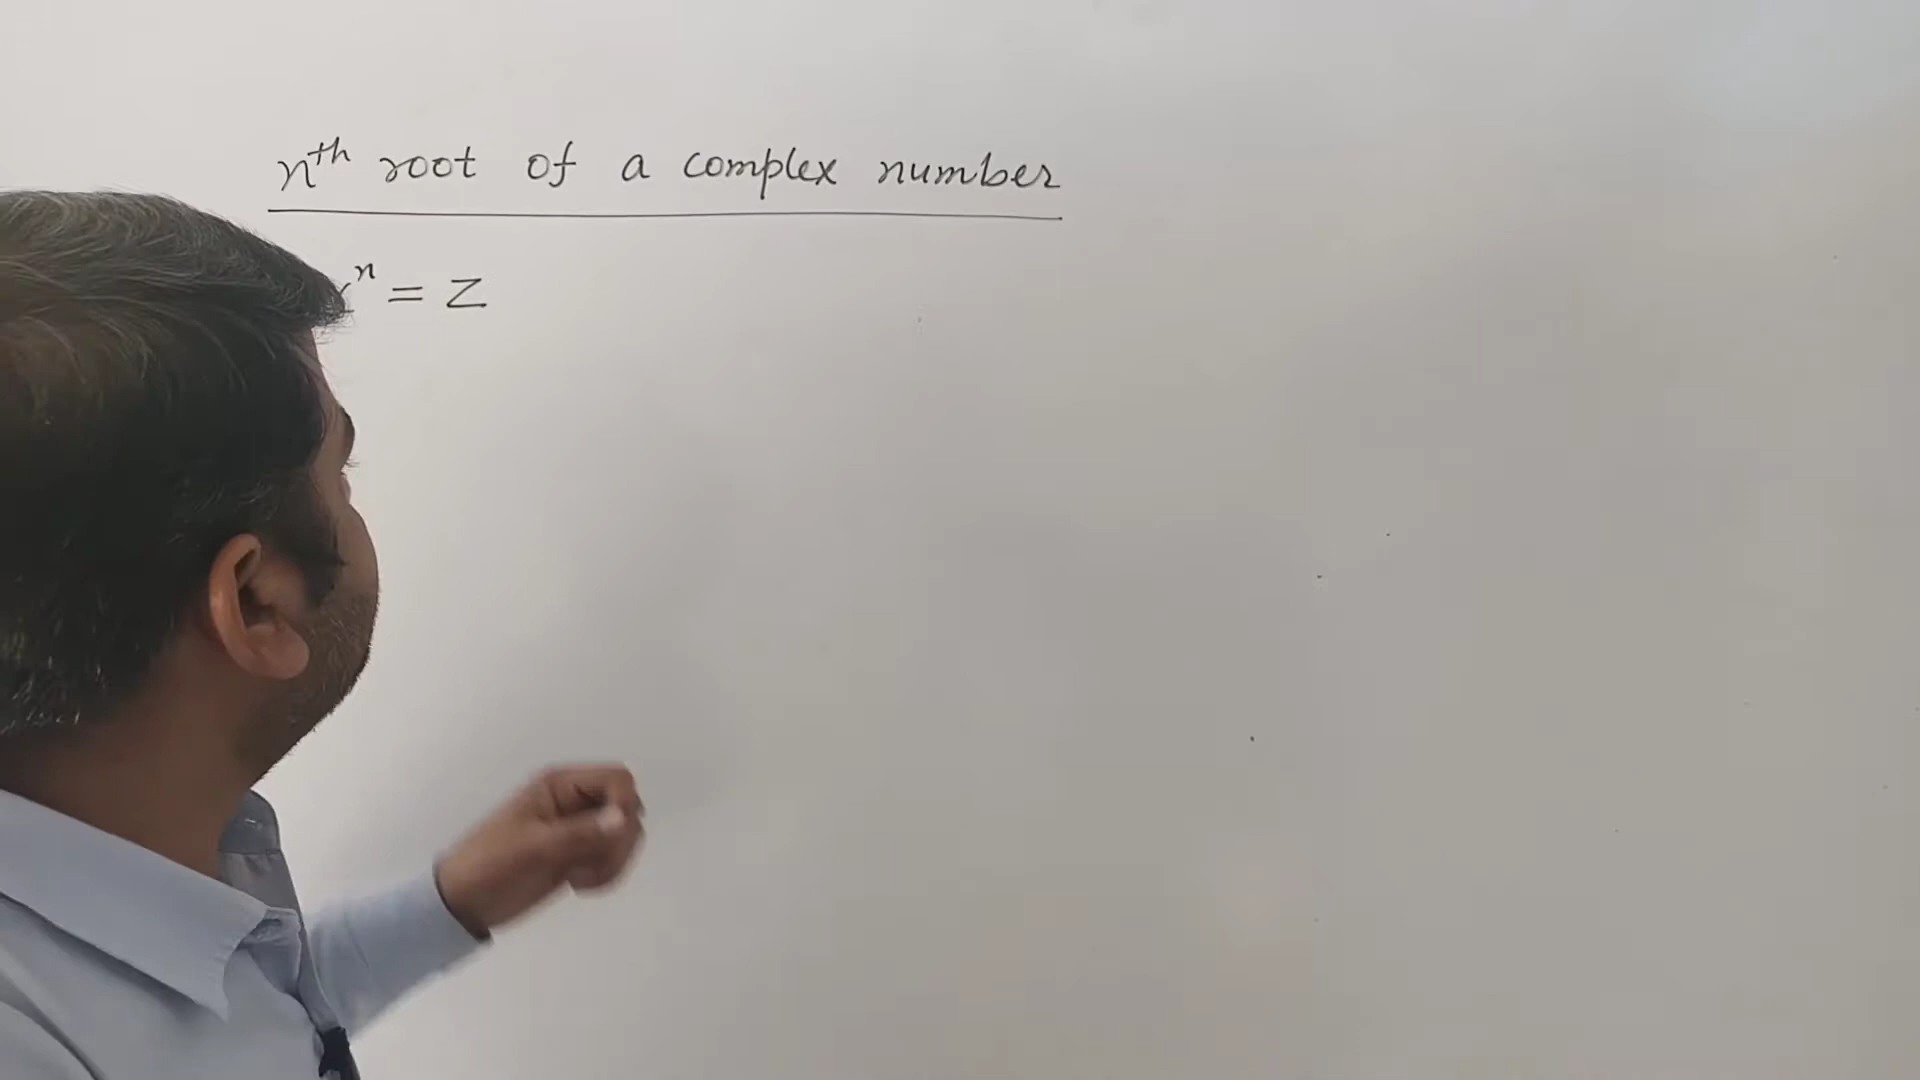 nth root of a complex number
n = Z